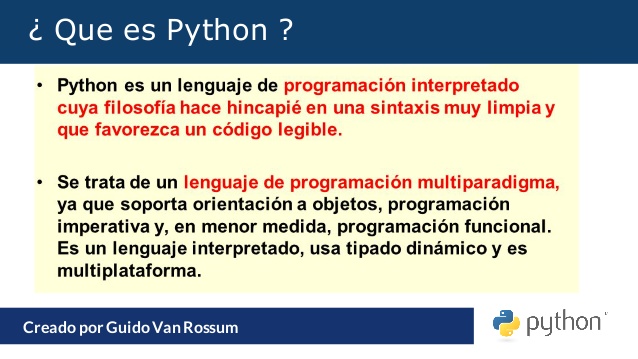 ¿ Que es Python ?
• Python es un lenguaje de programación interpretado
cuya filosofía hace hincapié en una sintaxis muy limpia y
que favorezca un código legible.
• Se trata de un lenguaje de programación multiparadigma,
ya que soporta orientación a objetos, programación
imperativa y, en menor medida, programación funcional.
Es un lenguaje interpretado, usa tipado dinámico y es
multiplataforma.
Creado por Guido Van Rossum
python